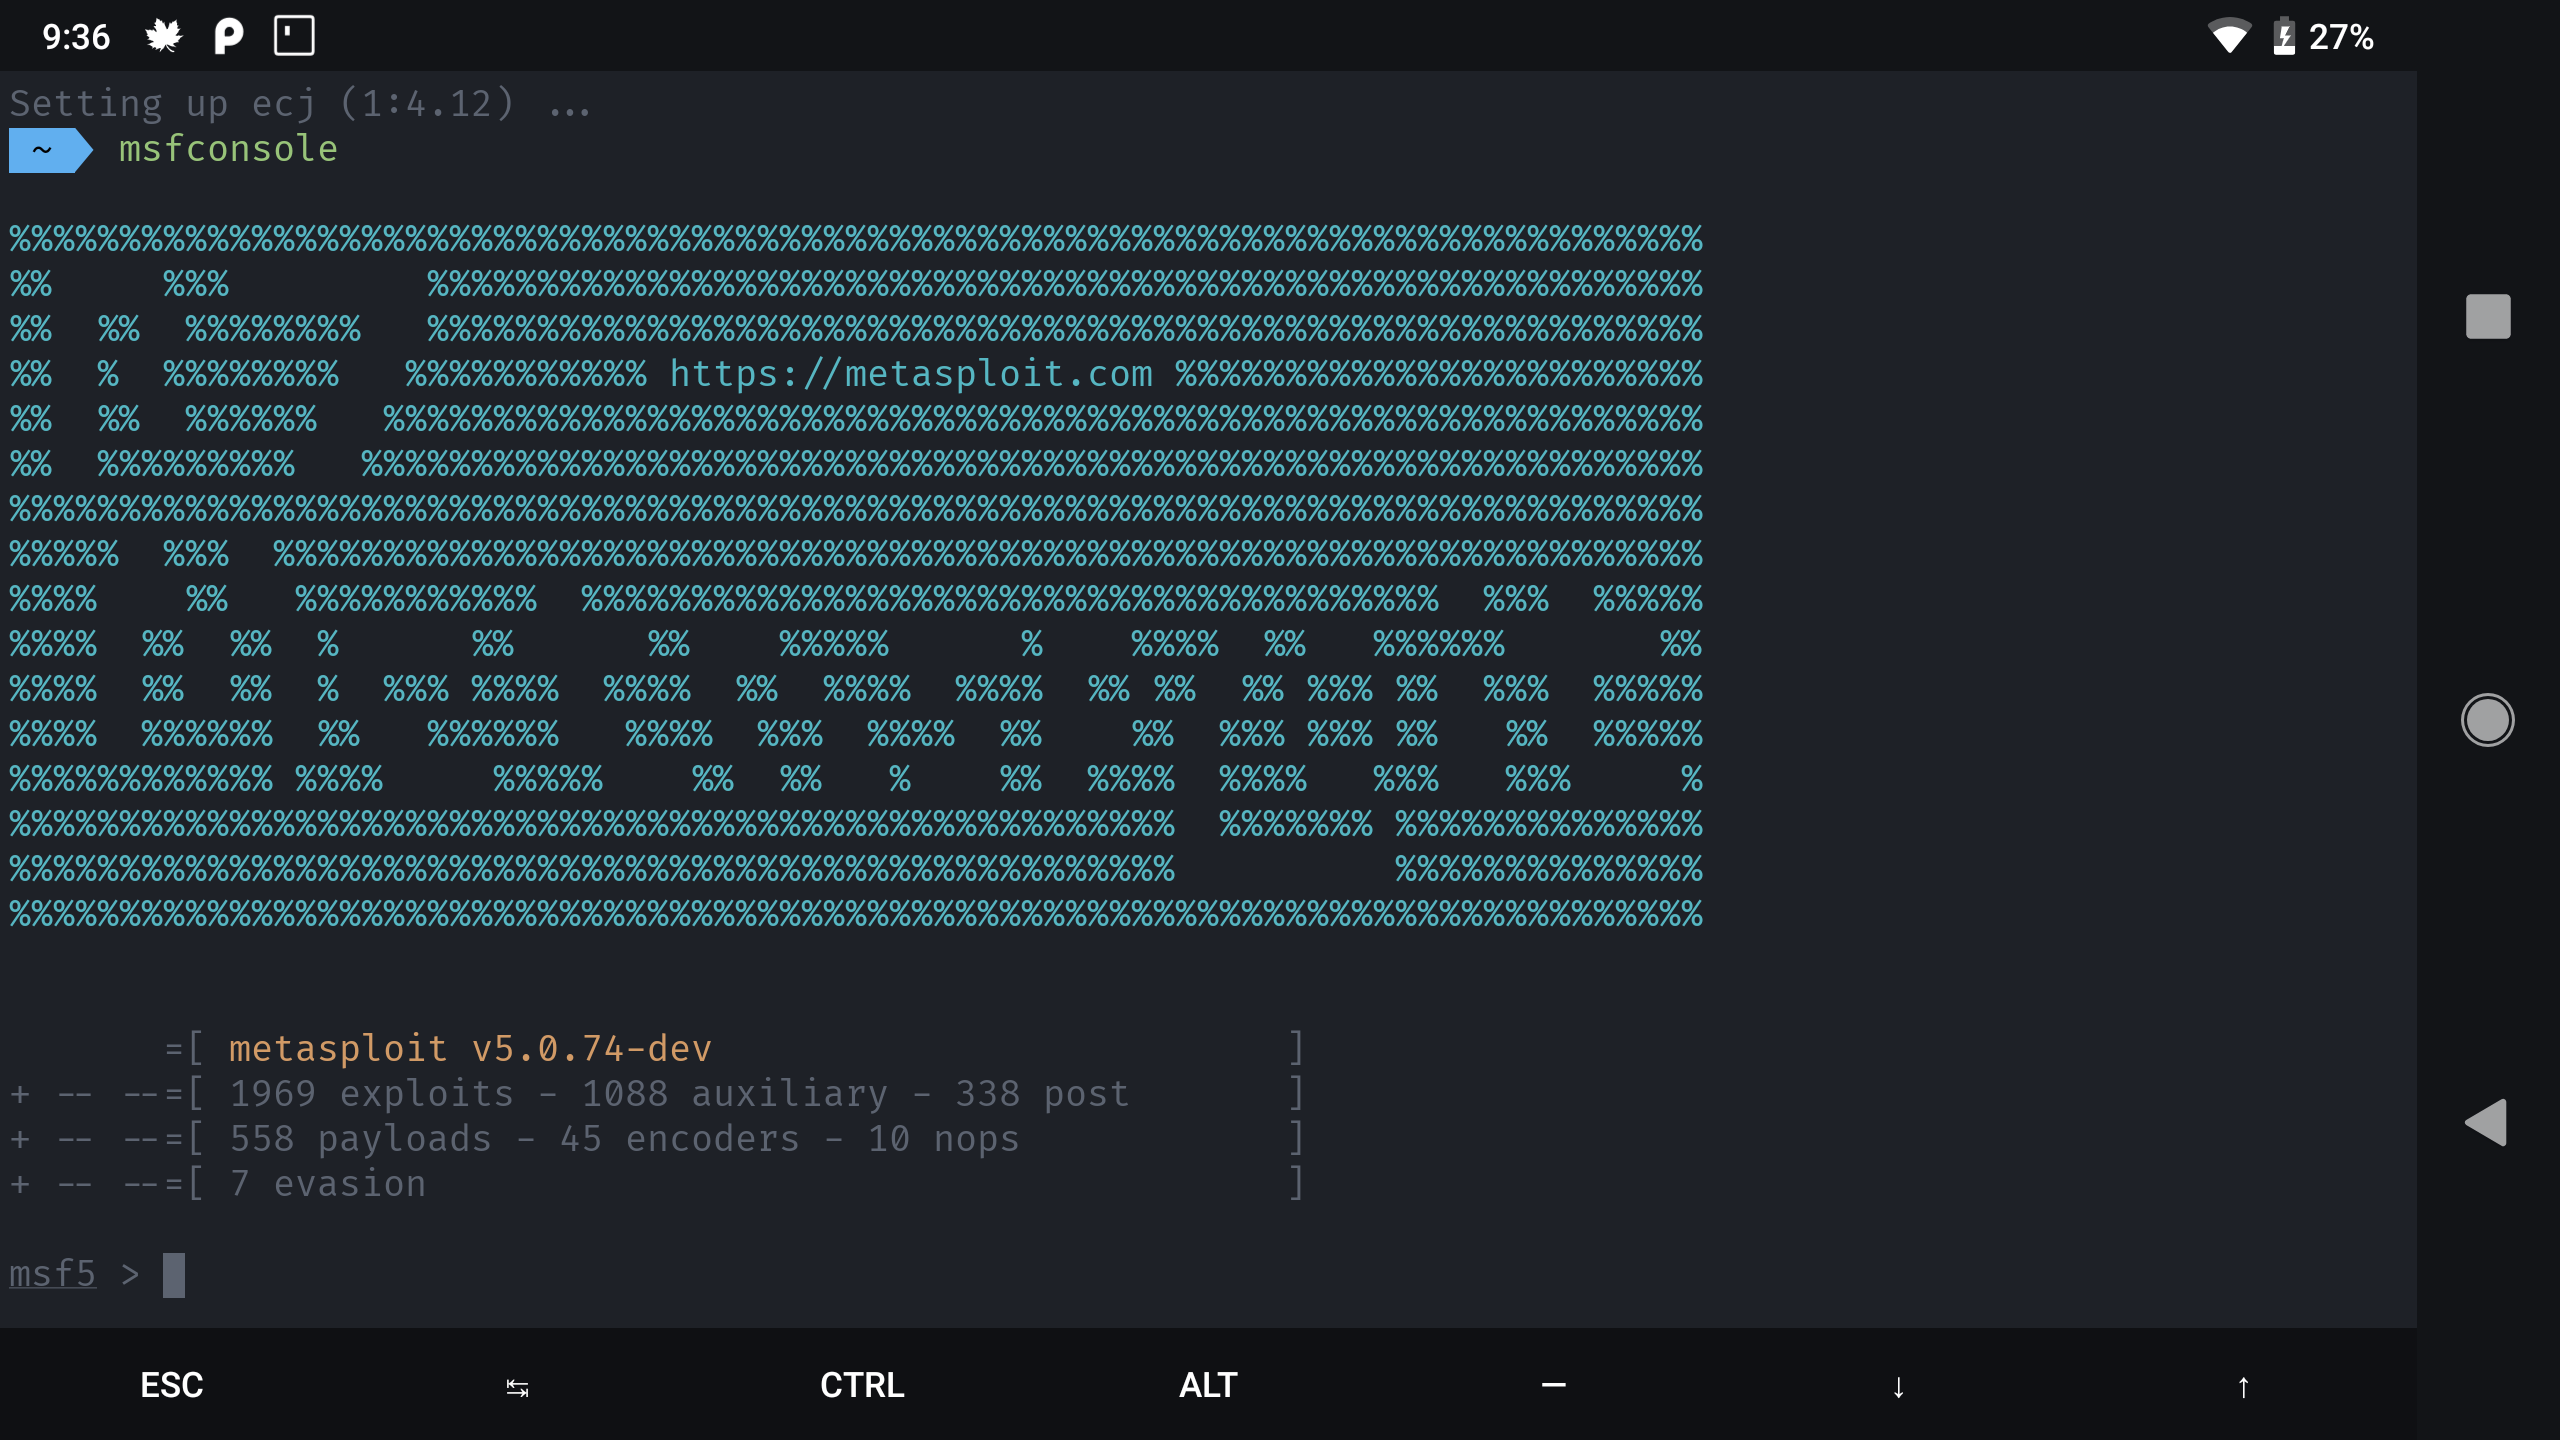 9:36 27%
Setting up ecj (1:4.12) ...
~ msfconsole
%%%%%%%%%%%%%%%%%%%%%%%%%%%%%%%%%%%%%%%%%%%%%%%%%%%%%%%%%%%%%%%%%%%%%%%%%%%%%%%
%%     %%%         %%%%%%%%%%%%%%%%%%%%%%%%%%%%%%%%%%%%%%%%%%%%%%%%%%%%%%%%%%
%%  %%  %%%%%%%%   %%%%%%%%%%%%%%%%%%%%%%%%%%%%%%%%%%%%%%%%%%%%%%%%%%%%%%%%%%
%%  %  %%%%%%%%   %%%%%%%%%%% https://metasploit.com %%%%%%%%%%%%%%%%%%%%%%%%
%%  %%  %%%%%%   %%%%%%%%%%%%%%%%%%%%%%%%%%%%%%%%%%%%%%%%%%%%%%%%%%%%%%%%%%%%
%%  %%%%%%%%%   %%%%%%%%%%%%%%%%%%%%%%%%%%%%%%%%%%%%%%%%%%%%%%%%%%%%%%%%%%%%%
%%%%%%%%%%%%%%%%%%%%%%%%%%%%%%%%%%%%%%%%%%%%%%%%%%%%%%%%%%%%%%%%%%%%%%%%%%%%%%%
%%%%%  %%%  %%%%%%%%%%%%%%%%%%%%%%%%%%%%%%%%%%%%%%%%%%%%%%%%%%%%%%%%%%%%%%%%%
%%%%    %%   %%%%%%%%%%%  %%%%%%%%%%%%%%%%%%%%%%%%%%%%%%%%%%%%%%%  %%%  %%%%%
%%%%  %%  %%  %      %%      %%    %%%%%      %    %%%%  %%   %%%%%%       %%
%%%%  %%  %%  %  %%% %%%%  %%%%  %%  %%%%  %%%%  %% %%  %% %%% %%  %%%  %%%%%
%%%%  %%%%%%  %%   %%%%%%   %%%%  %%%  %%%%  %%    %%  %%% %%% %%   %%  %%%%%
%%%%%%%%%%%% %%%%     %%%%%    %%  %%   %    %%  %%%%  %%%%   %%%   %%%     %
%%%%%%%%%%%%%%%%%%%%%%%%%%%%%%%%%%%%%%%%%%%%%%%%%%%%%  %%%%%%% %%%%%%%%%%%%%%
%%%%%%%%%%%%%%%%%%%%%%%%%%%%%%%%%%%%%%%%%%%%%%%%%%%%%          %%%%%%%%%%%%%%
%%%%%%%%%%%%%%%%%%%%%%%%%%%%%%%%%%%%%%%%%%%%%%%%%%%%%%%%%%%%%%%%%%%%%%%%%%%%%%%
=[ metasploit v5.0.74-dev ]
+ -- --=[ 1969 exploits - 1088 auxiliary - 338 post ]
+ -- --=[ 558 payloads - 45 encoders - 10 nops ]
+ -- --=[ 7 evasion ]
msf5 >
ESC ↹ CTRL ALT — ↓ ↑